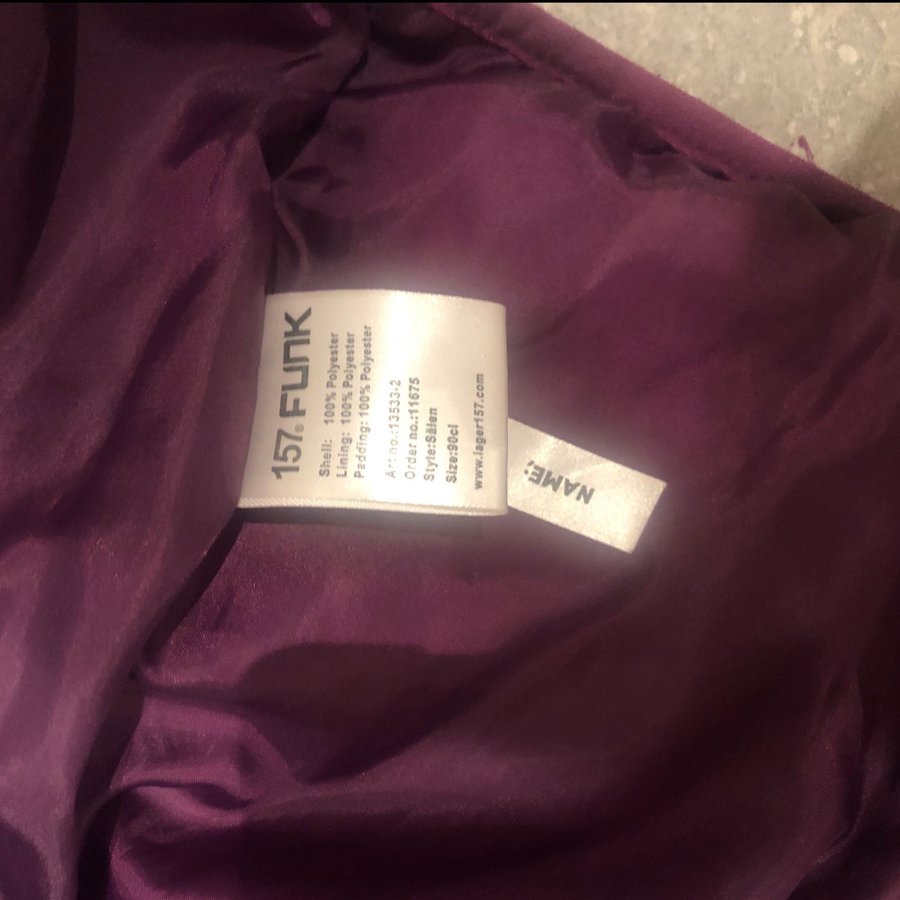 157® FUNK
Shell: 100% Polyester
Lining: 100% Polyester
Padding: 100% Polyester
Art no.:13533-2
Order no.:11675
Style:Sälen
Size:90cl
www.lager157.com
NAME: